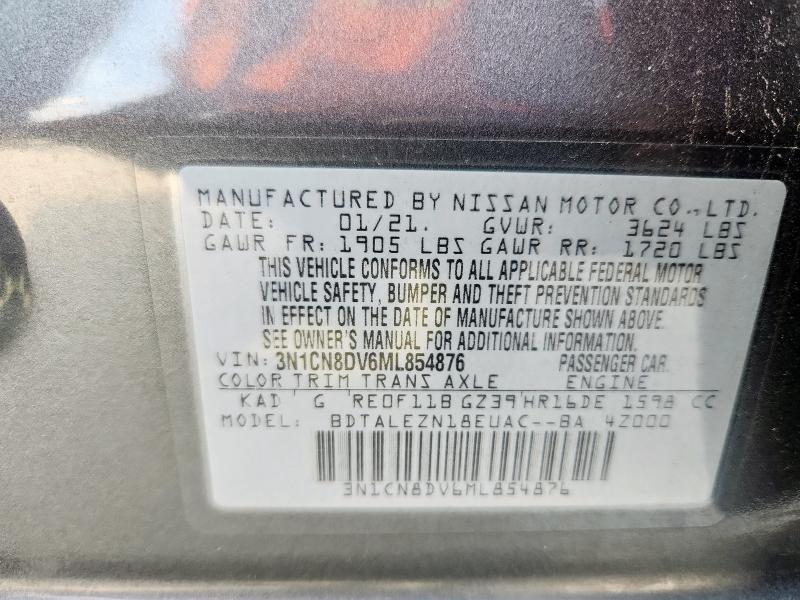 MANUFACTURED BY NISSAN MOTOR CO.,LTD.
DATE: 01/21. GVWR: 3624 LBS
GAWR FR: 1905 LBS GAWR RR: 1720 LBS
THIS VEHICLE CONFORMS TO ALL APPLICABLE FEDERAL MOTOR
VEHICLE SAFETY, BUMPER AND THEFT PREVENTION STANDARDS
IN EFFECT ON THE DATE OF MANUFACTURE SHOWN ABOVE.
SEE OWNER'S MANUAL FOR ADDITIONAL INFORMATION.
VIN: 3N1CN8DV6ML854876 PASSENGER CAR.
COLOR TRIM TRANS AXLE ENGINE
KAD G RE0F11B GZ39 HR16DE 1598 CC
MODEL: BDTALEZN18EUAC--BA 4Z000
3N1CN8DV6ML854876